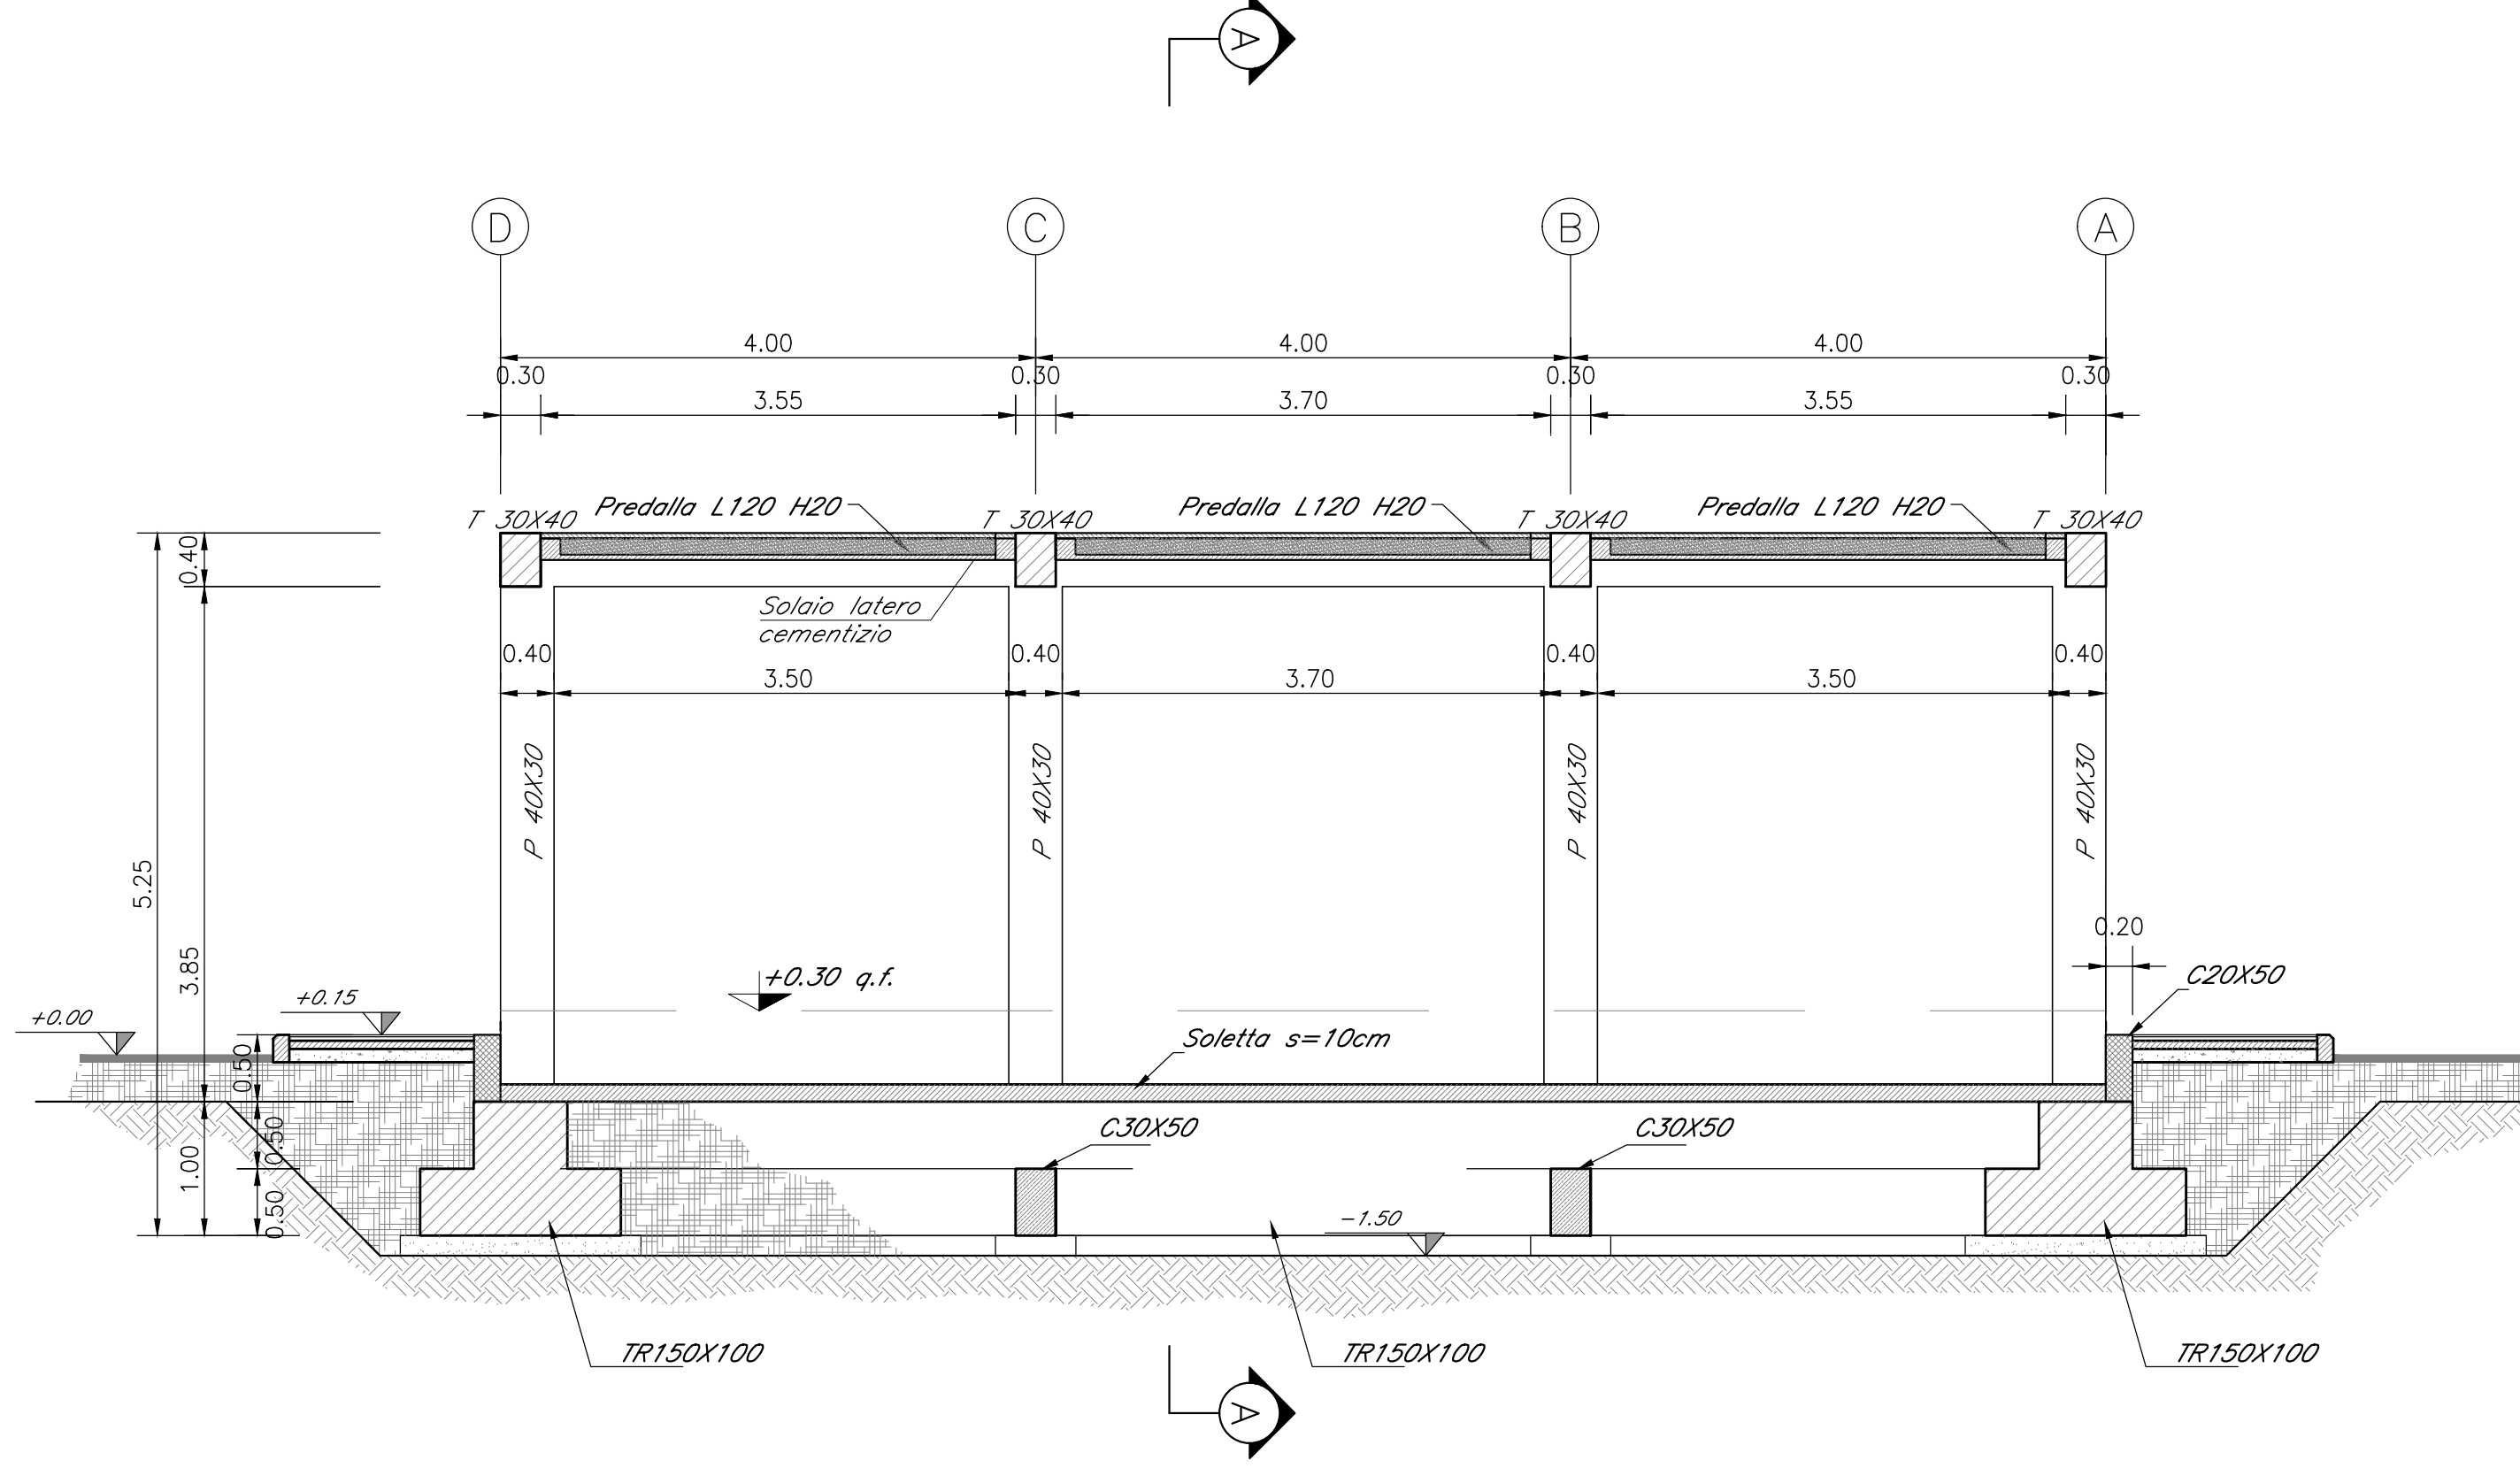 A
D C B A
4.00 4.00 4.00
0.30 0.30 0.30 0.30
3.55 3.70 3.55
Predalla L120 H20 Predalla L120 H20 Predalla L120 H20
T 30X40 T 30X40 T 30X40 T 30X40
0.40
Solaio latero
cementizio
0.40 0.40 0.40 0.40
3.50 3.70 3.50
P 40X30 P 40X30 P 40X30 P 40X30
5.25
3.85
0.20
+0.30 q.f.
C20X50
+0.15
+0.00
Soletta s=10cm
0.50
0.50
1.00
0.50
C30X50 C30X50
-1.50
TR150X100 TR150X100 TR150X100
A